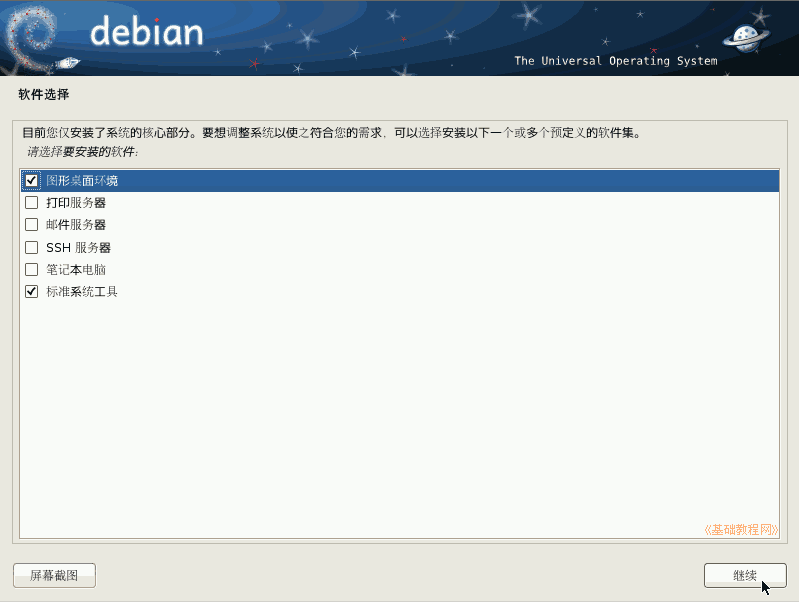 debian
The Universal Operating System
软件选择
目前您仅安装了系统的核心部分。要想调整系统以使之符合您的需求，可以选择安装以下一个或多个预定义的软件集。
请选择要安装的软件:
图形桌面环境
打印服务器
邮件服务器
SSH 服务器
笔记本电脑
标准系统工具
《基础教程网》
屏幕截图
继续